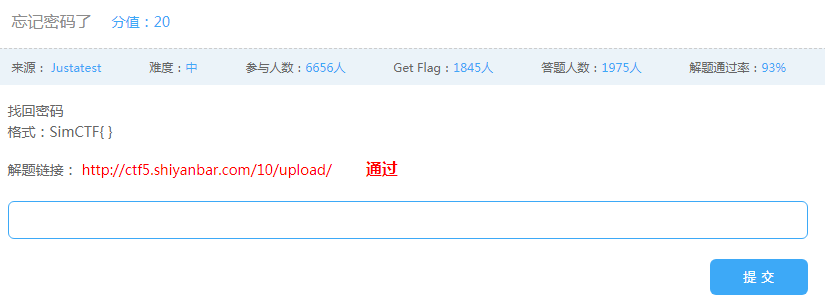 忘记密码了 分值：20
来源： Justatest 难度：中 参与人数：6656人 Get Flag：1845人 答题人数：1975人 解题通过率：93%
找回密码
格式：SimCTF{ }
解题链接： http://ctf5.shiyanbar.com/10/upload/ 通过
提 交